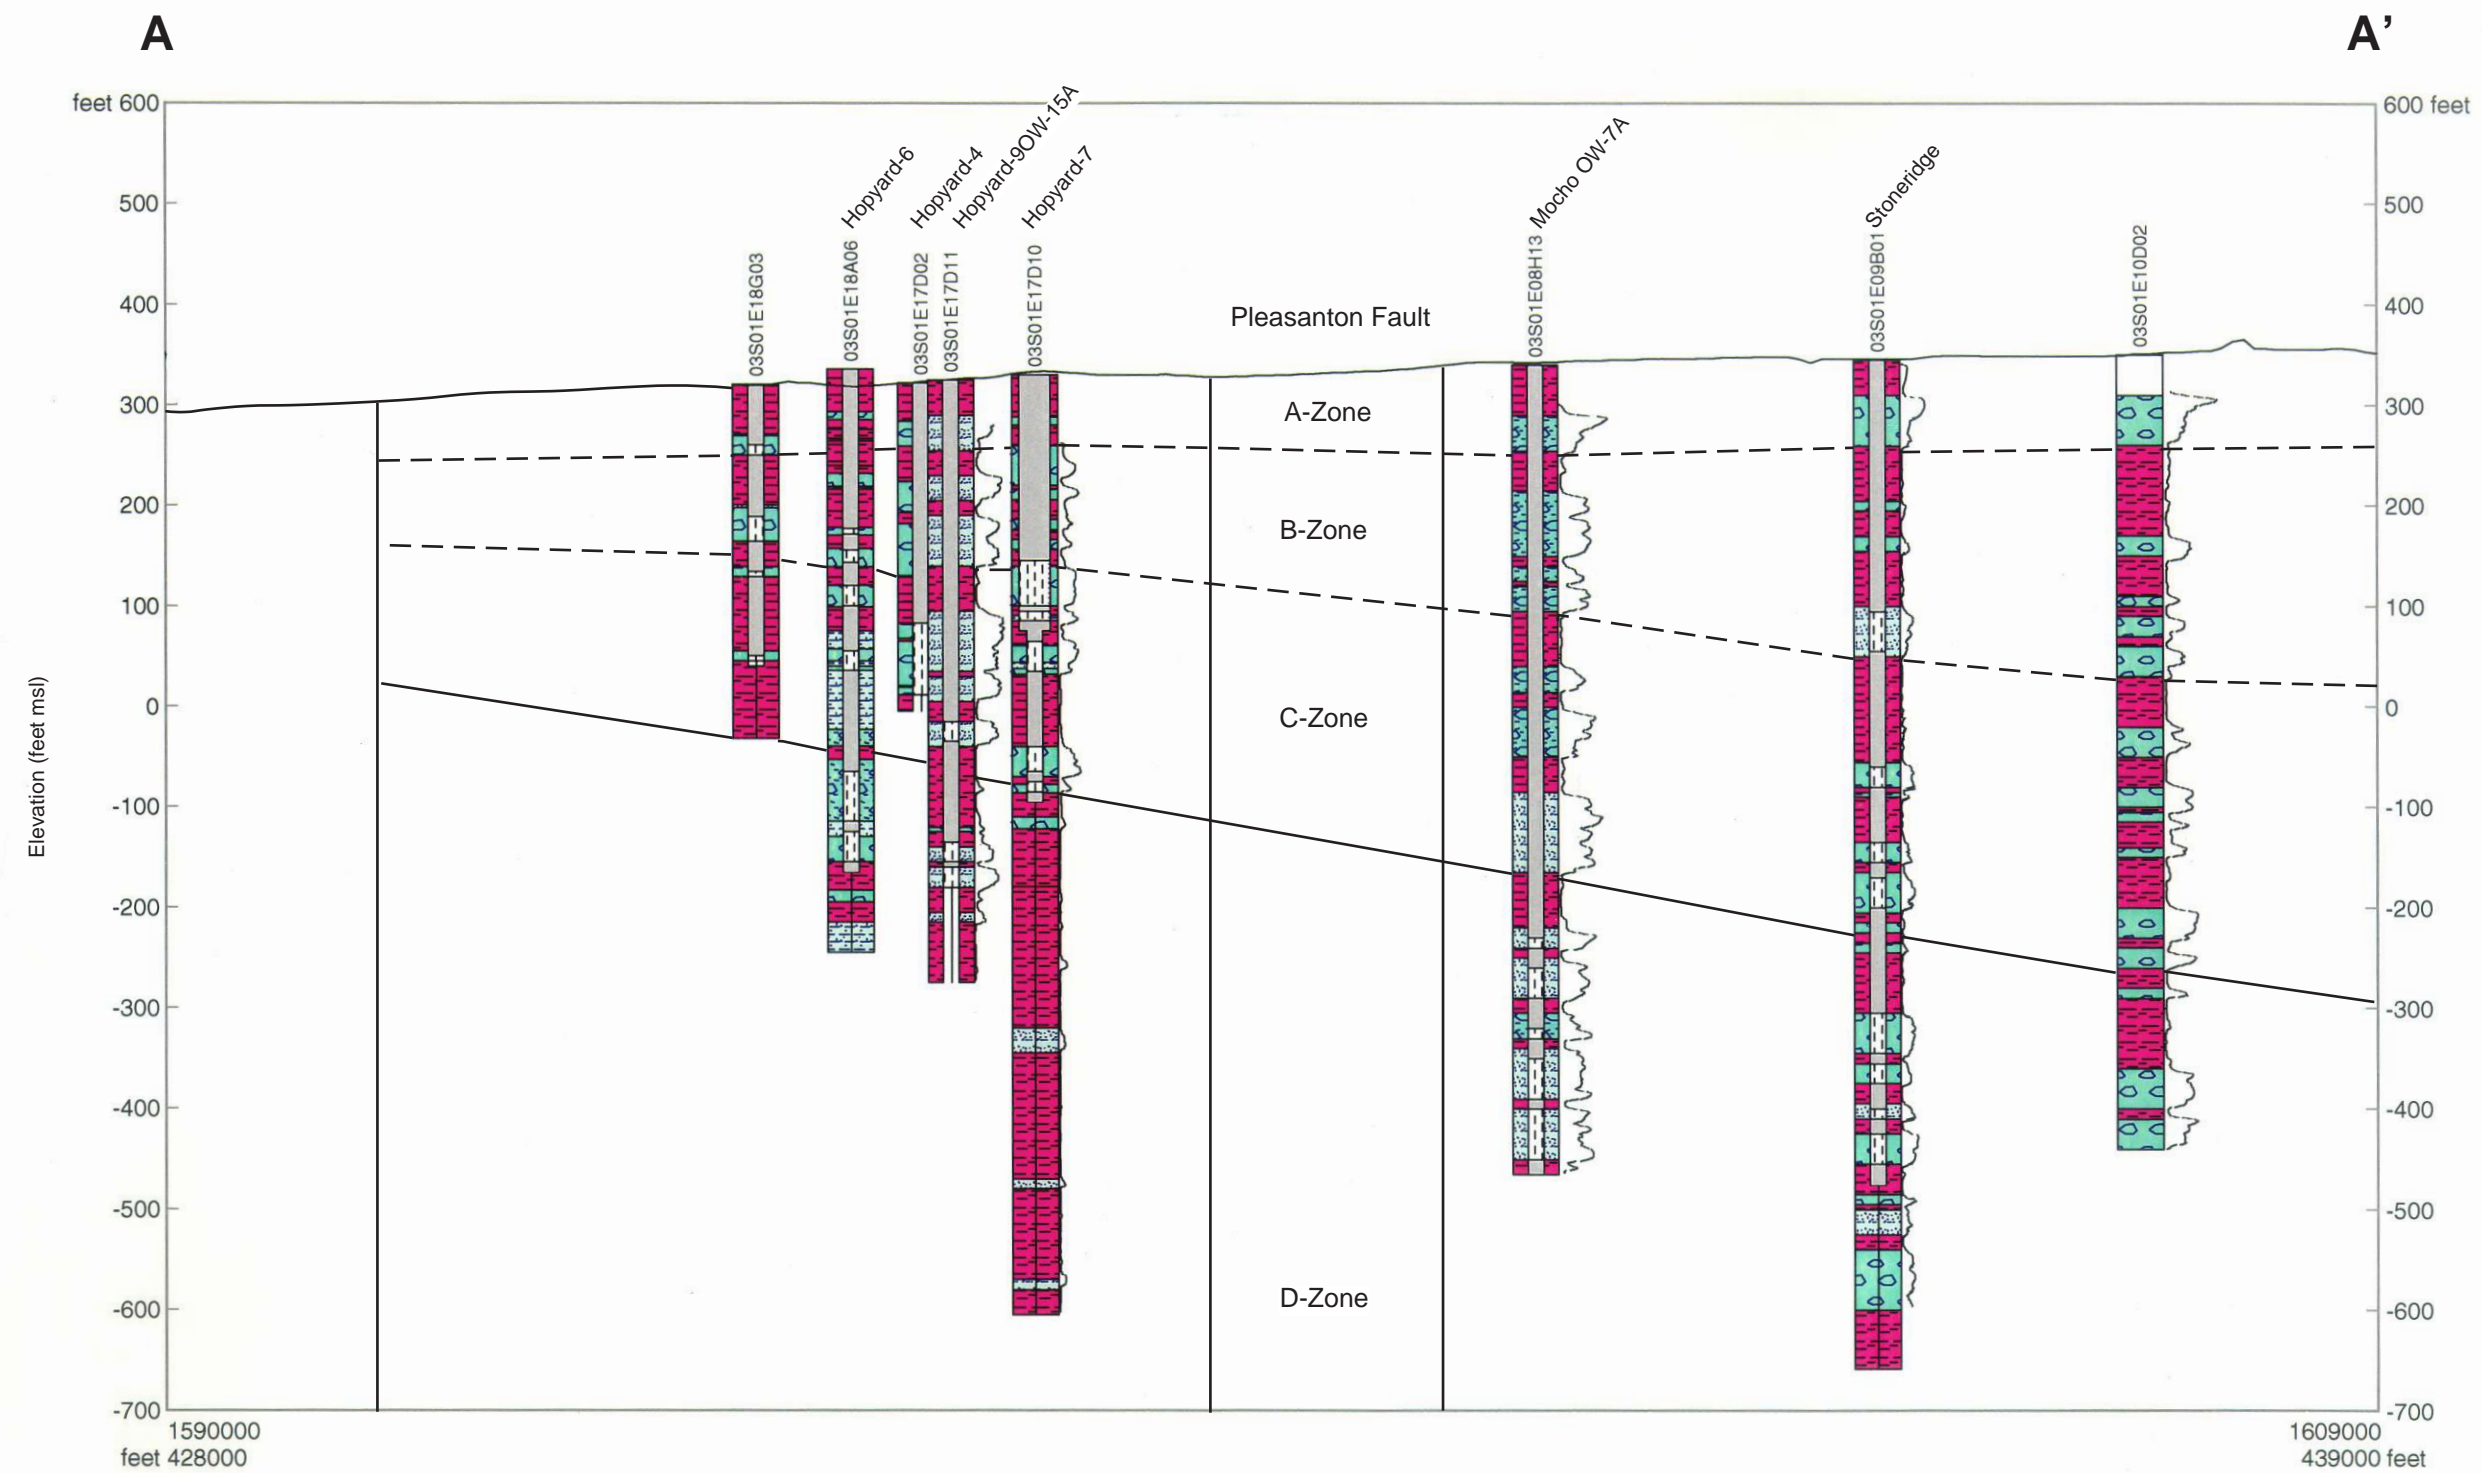 A
A’
feet 600
600 feet
Hopyard-6
Hopyard-4
Hopyard-9OW-15A
Hopyard-7
Mocho OW-7A
Stoneridge
03S01E18G03
03S01E18A06
03S01E17D02
03S01E17D11
03S01E17D10
03S01E08H13
03S01E09B01
03S01E10D02
500
500
400
400
Pleasanton Fault
300
300
A-Zone
200
200
B-Zone
100
100
0
0
C-Zone
Elevation (feet msl)
-100
-100
-200
-200
-300
-300
-400
-400
-500
-500
-600
-600
D-Zone
-700
-700
1590000
1609000
feet 428000
439000 feet